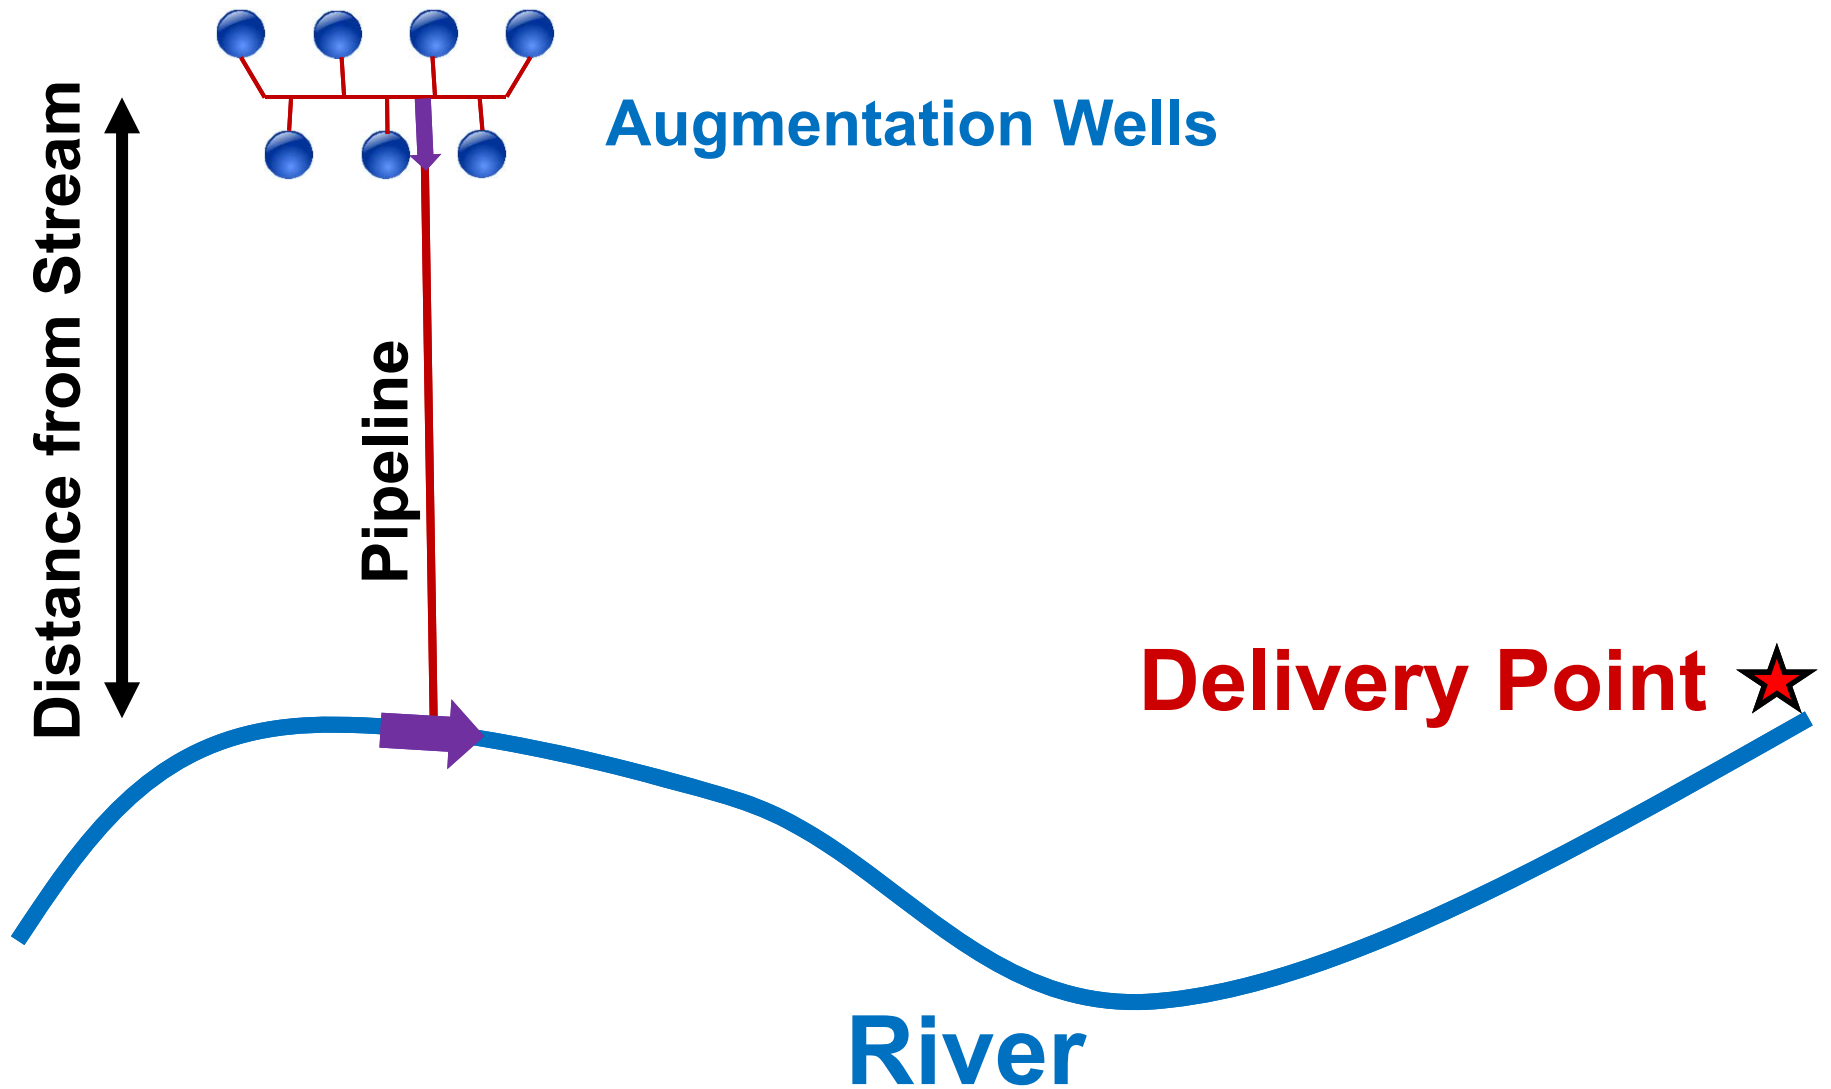 Augmentation Wells
Distance from Stream
Pipeline
Delivery Point
River